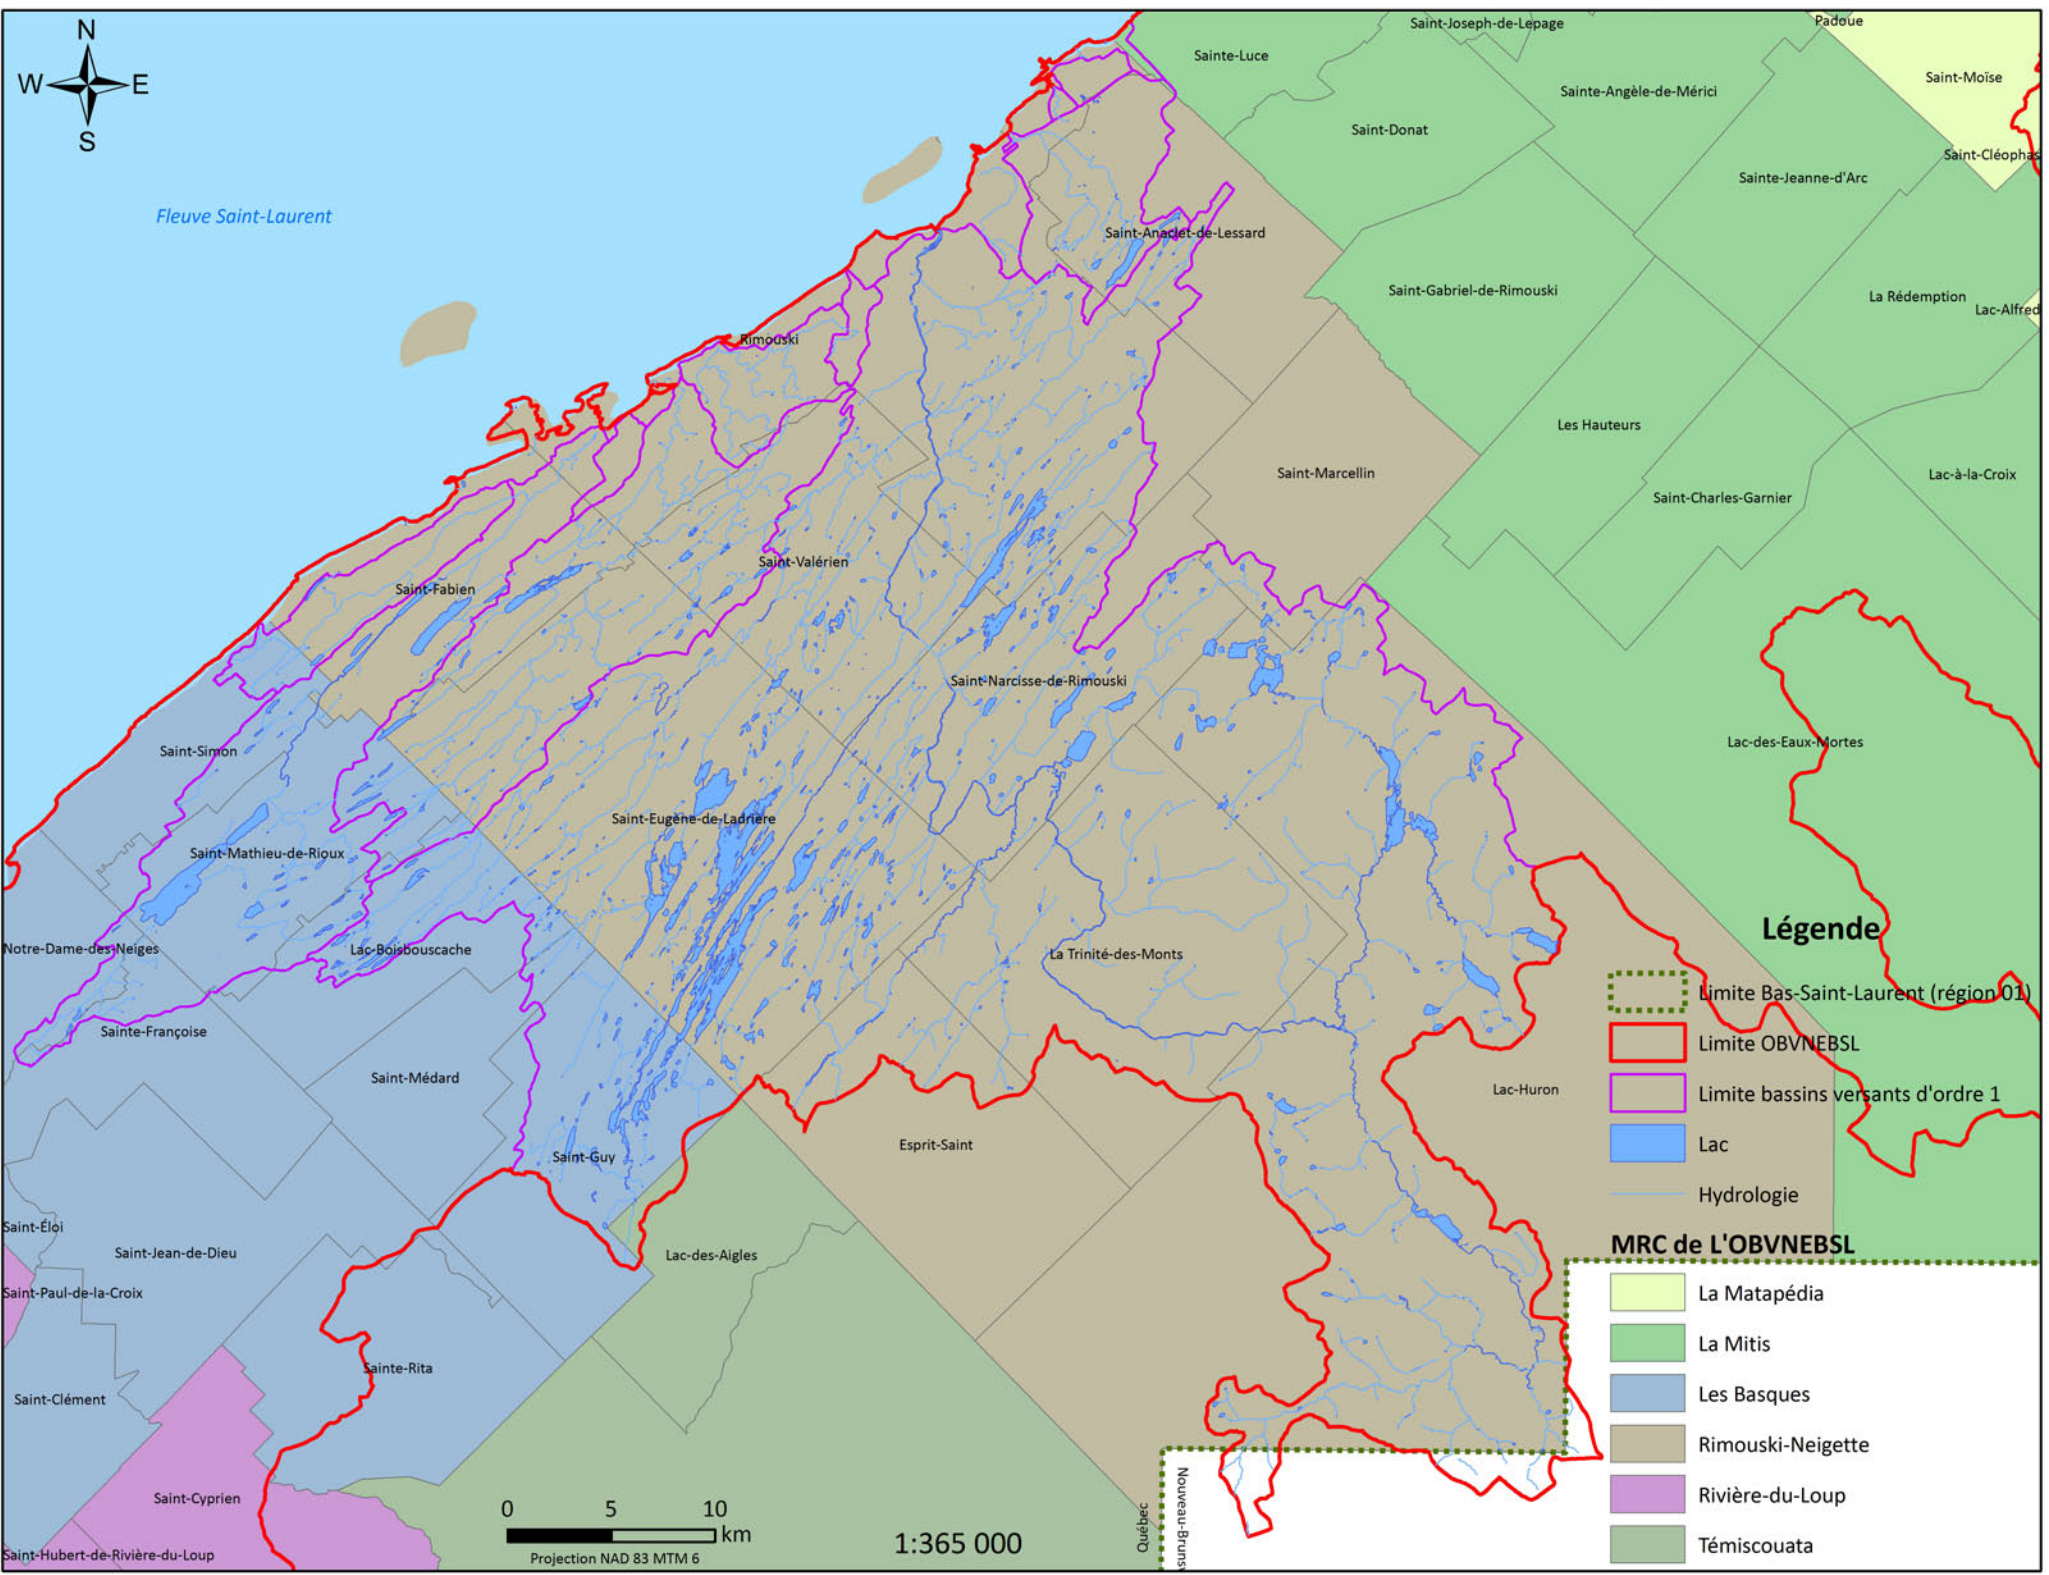 N
W E
S
Saint-Joseph-de-Lepage
Padoue
Sainte-Luce
Saint-Moïse
Sainte-Angèle-de-Mérici
Saint-Donat
Saint-Cléophas
Sainte-Jeanne-d'Arc
Fleuve Saint-Laurent
Saint-Anaclet-de-Lessard
Saint-Gabriel-de-Rimouski
La Rédemption
Lac-Alfred
Rimouski
Les Hauteurs
Saint-Marcellin
Lac-à-la-Croix
Saint-Charles-Garnier
Saint-Valérien
Saint-Fabien
Saint-Narcisse-de-Rimouski
Lac-des-Eaux-Mortes
Saint-Simon
Saint-Eugène-de-Ladrière
Saint-Mathieu-de-Rioux
Notre-Dame-des-Neiges
Lac-Boisbouscache
La Trinité-des-Monts
Sainte-Françoise
Saint-Médard
Lac-Huron
Esprit-Saint
Saint-Guy
Saint-Éloi
Saint-Jean-de-Dieu
Lac-des-Aigles
Saint-Paul-de-la-Croix
Sainte-Rita
Saint-Clément
Saint-Cyprien
Saint-Hubert-de-Rivière-du-Loup
Légende
Limite Bas-Saint-Laurent (région 01)
Limite OBVNEBSL
Limite bassins versants d'ordre 1
Lac
Hydrologie
MRC de L'OBVNEBSL
La Matapédia
La Mitis
Les Basques
Rimouski-Neigette
Rivière-du-Loup
Témiscouata
0 5 10
km
Projection NAD 83 MTM 6
1:365 000
Québec
Nouveau-Brunsv